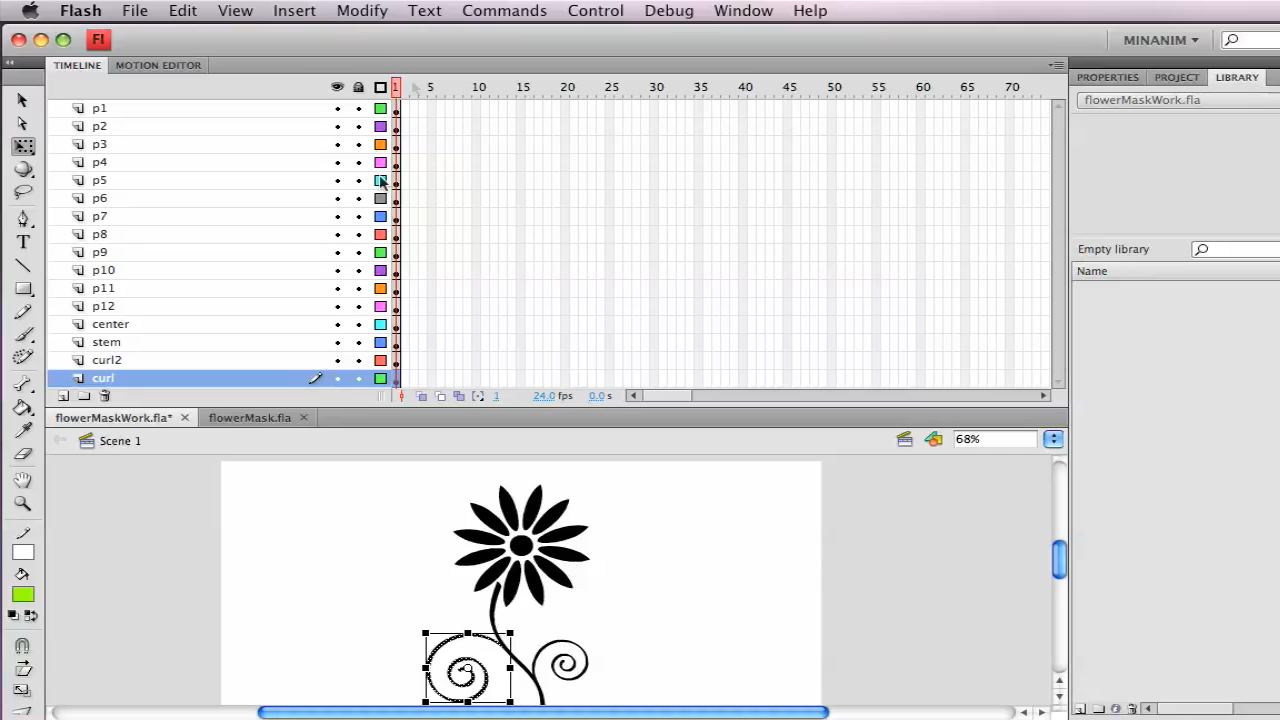 Flash File Edit View Insert Modify Text Commands Control Debug Window Help
Fl MINANIM
TIMELINE MOTION EDITOR
PROPERTIES PROJECT LIBRARY
1 5 10 15 20 25 30 35 40 45 50 55 60 65 70
flowerMaskWork.fla
p1
p2
p3
p4
p5
p6
p7
p8
p9
p10
p11
p12
center
stem
curl2
curl
T
Empty library
Name
1 24.0 fps 0.0 s
flowerMaskWork.fla* flowerMask.fla
Scene 1 68%